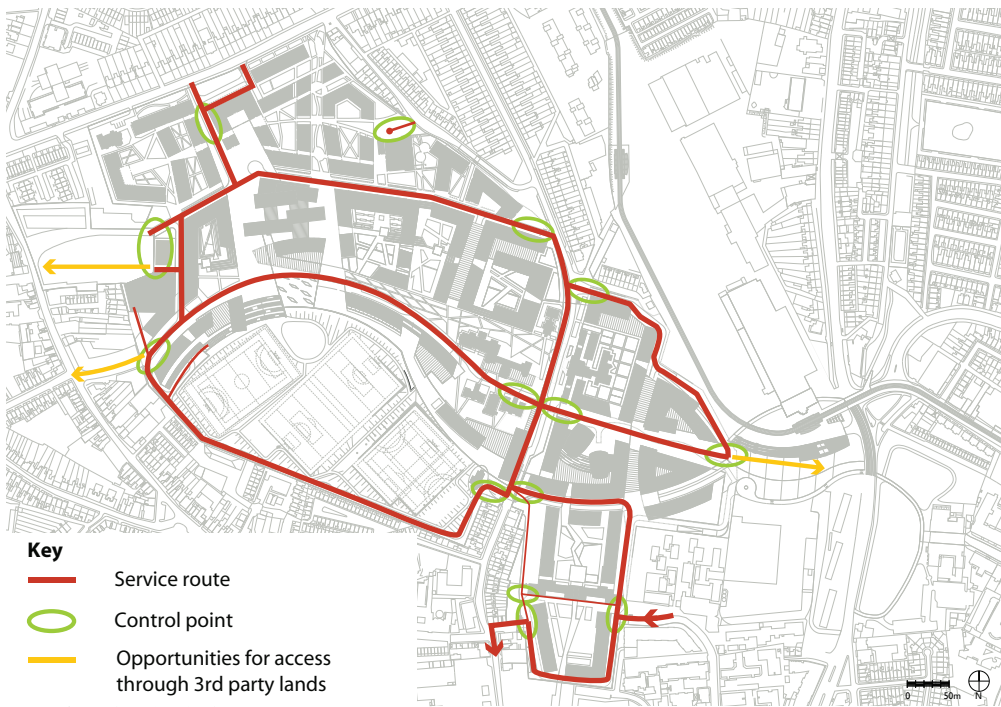 Key
Service route
Control point
Opportunities for access
through 3rd party lands
0 50m N